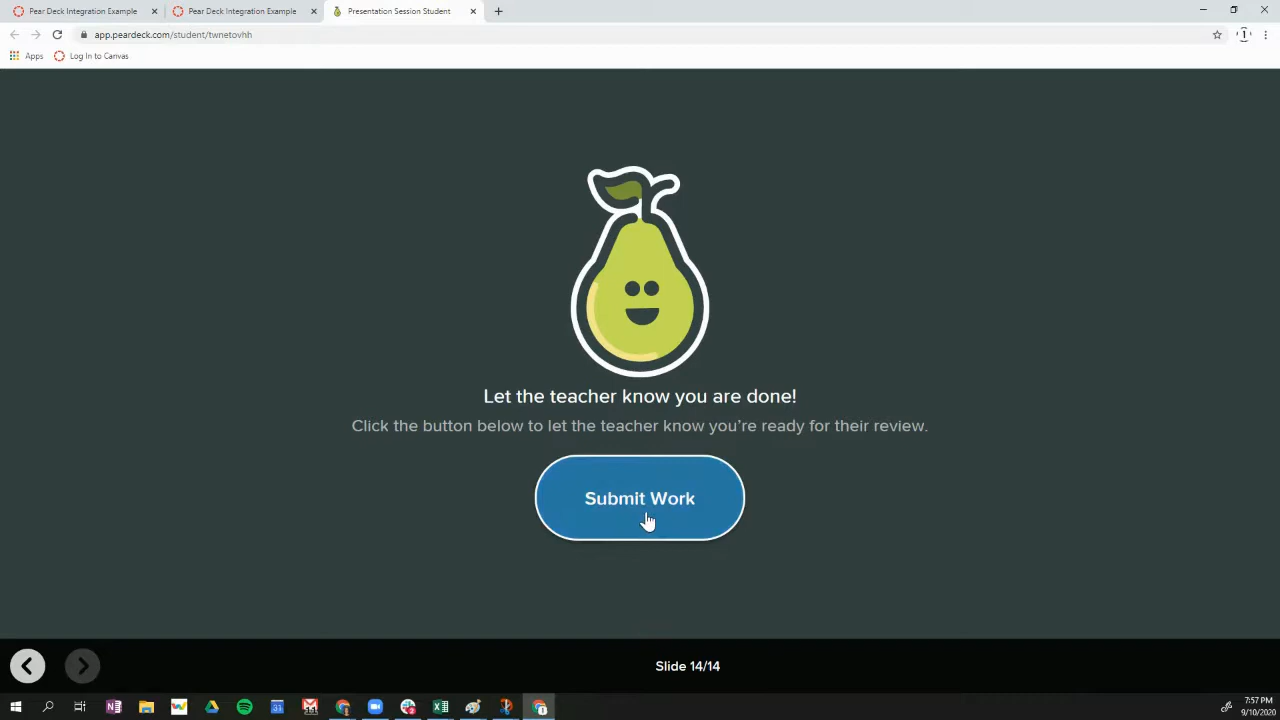 Pear Deck Integration Example
Pear Deck Integration Example
Presentation Session Student
app.peardeck.com/student/twnetovhh
Apps
Log In to Canvas
Let the teacher know you are done!
Click the button below to let the teacher know you're ready for their review.
Submit Work
Slide 14/14
7:57 PM
9/10/2020